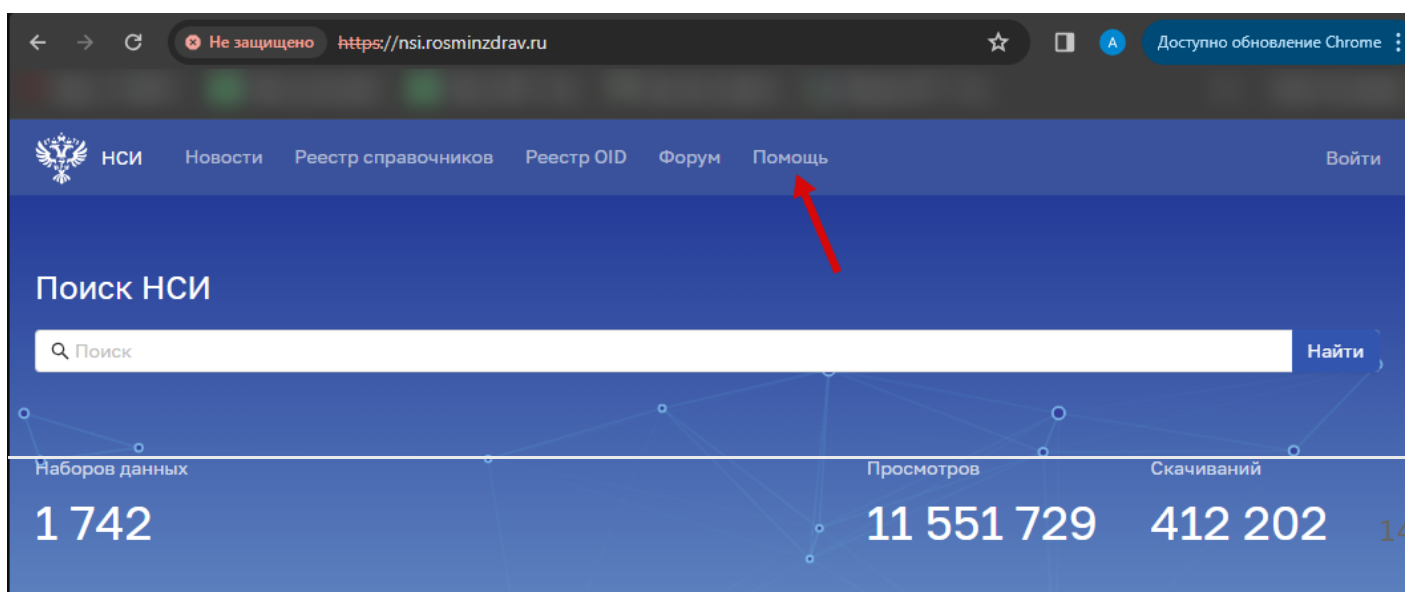 Не защищено https://nsi.rosminzdrav.ru А Доступно обновление Chrome
НСИ Новости Реестр справочников Реестр OID Форум Помощь Войти
Поиск НСИ
Поиск Найти
Наборов данных Просмотров Скачиваний
1 742 11 551 729 412 202 14